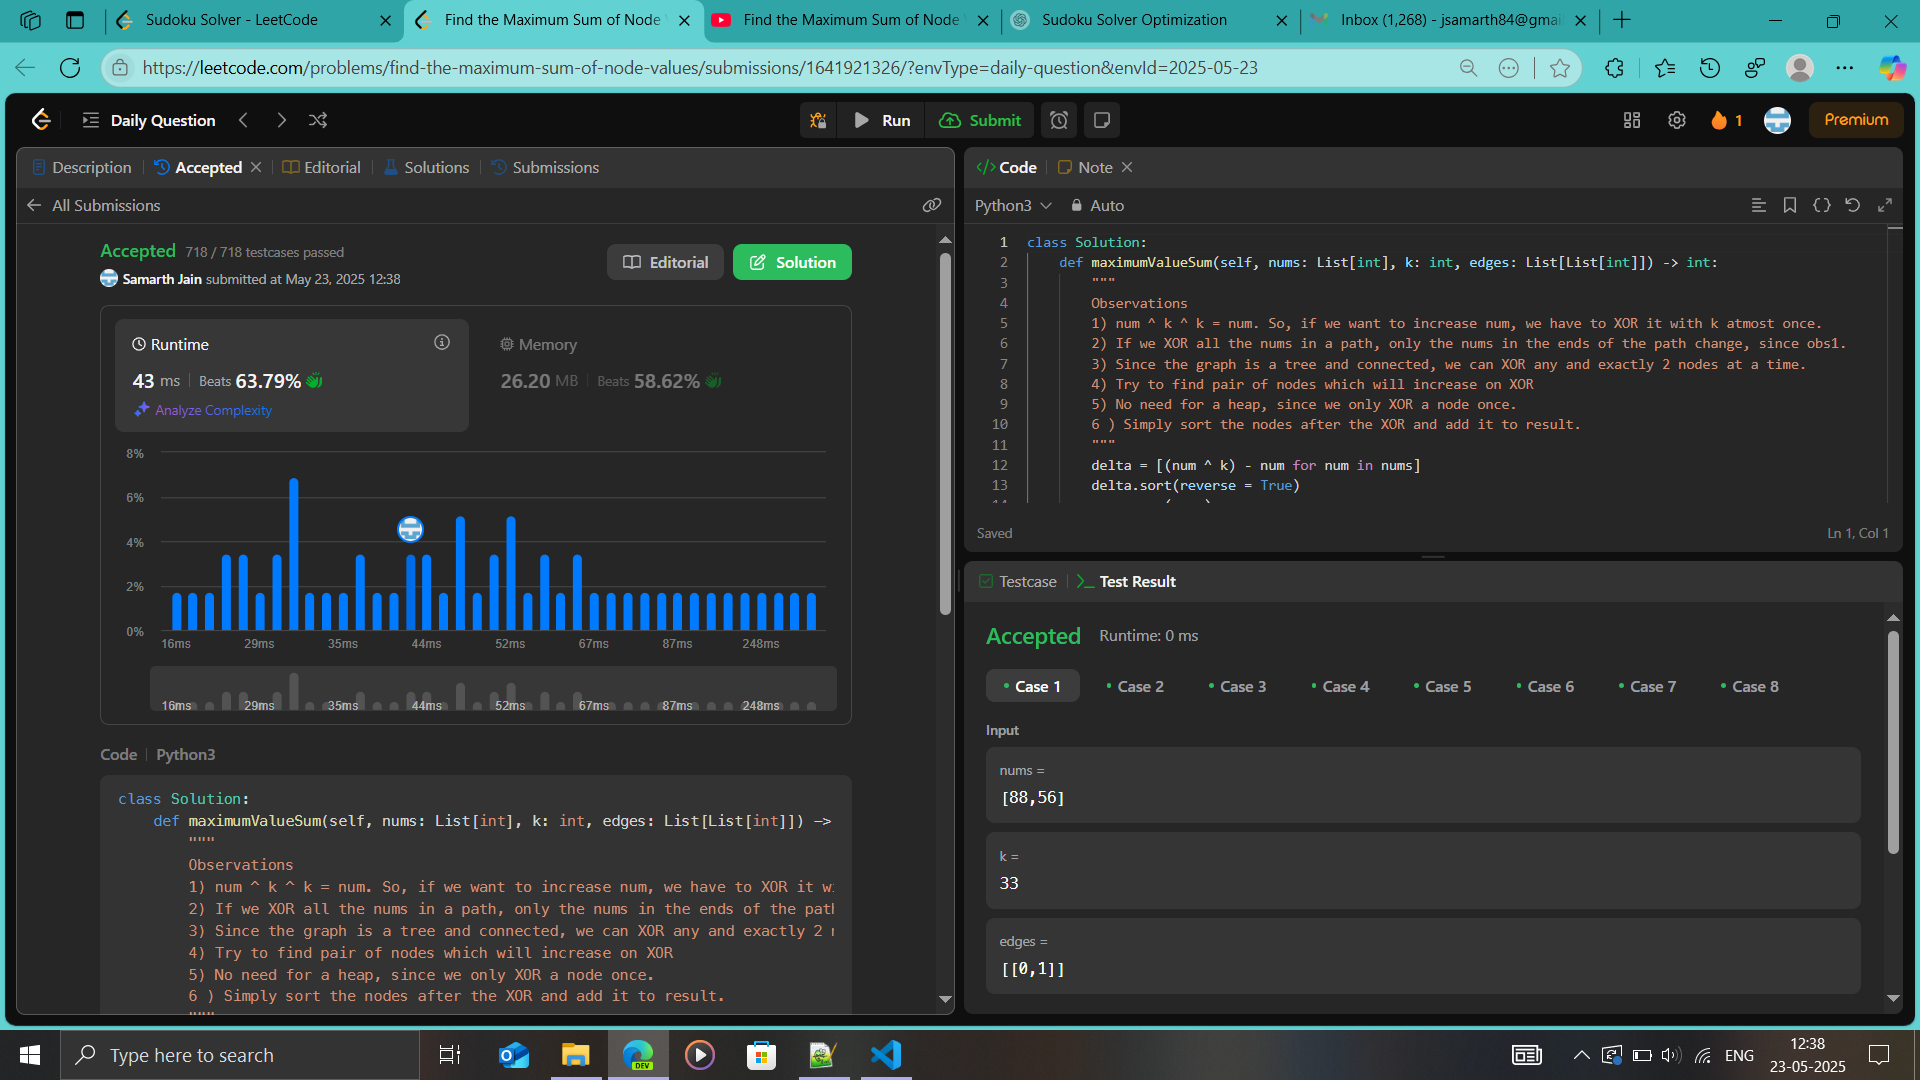 Sudoku Solver - LeetCode
Find the Maximum Sum of Node
Find the Maximum Sum of Node
Sudoku Solver Optimization
Inbox (1,268) - jsamarth84@gmai
https://leetcode.com/problems/find-the-maximum-sum-of-node-values/submissions/1641921326/?envType=daily-question&envId=2025-05-23
Daily Question
Run
Submit
1
Premium
Description
Accepted
Editorial
Solutions
Submissions
All Submissions
Accepted 718 / 718 testcases passed
Samarth Jain submitted at May 23, 2025 12:38
Editorial
Solution
Runtime
43 ms Beats 63.79%
Analyze Complexity
Memory
26.20 MB Beats 58.62%
8%
6%
4%
2%
0%
16ms 29ms 35ms 44ms 52ms 67ms 87ms 248ms
16ms 29ms 35ms 44ms 52ms 67ms 87ms 248ms
Code Python3
class Solution:
def maximumValueSum(self, nums: List[int], k: int, edges: List[List[int]]) ->
"""
Observations
1) num ^ k ^ k = num. So, if we want to increase num, we have to XOR it
2) If we XOR all the nums in a path, only the nums in the ends of the path
3) Since the graph is a tree and connected, we can XOR any and exactly 2
4) Try to find pair of nodes which will increase on XOR
5) No need for a heap, since we only XOR a node once.
6 ) Simply sort the nodes after the XOR and add it to result.
"""
Code
Note
Python3
Auto
1 class Solution:
2 def maximumValueSum(self, nums: List[int], k: int, edges: List[List[int]]) -> int:
3 """
4 Observations
5 1) num ^ k ^ k = num. So, if we want to increase num, we have to XOR it with k atmost once.
6 2) If we XOR all the nums in a path, only the nums in the ends of the path change, since obs1.
7 3) Since the graph is a tree and connected, we can XOR any and exactly 2 nodes at a time.
8 4) Try to find pair of nodes which will increase on XOR
9 5) No need for a heap, since we only XOR a node once.
10 6 ) Simply sort the nodes after the XOR and add it to result.
11 """
12 delta = [(num ^ k) - num for num in nums]
13 delta.sort(reverse = True)
Saved
Ln 1, Col 1
Testcase
Test Result
Accepted Runtime: 0 ms
Case 1
Case 2
Case 3
Case 4
Case 5
Case 6
Case 7
Case 8
Input
nums =
[88,56]
k =
33
edges =
[[0,1]]
Type here to search
DEV
ENG
12:38
23-05-2025